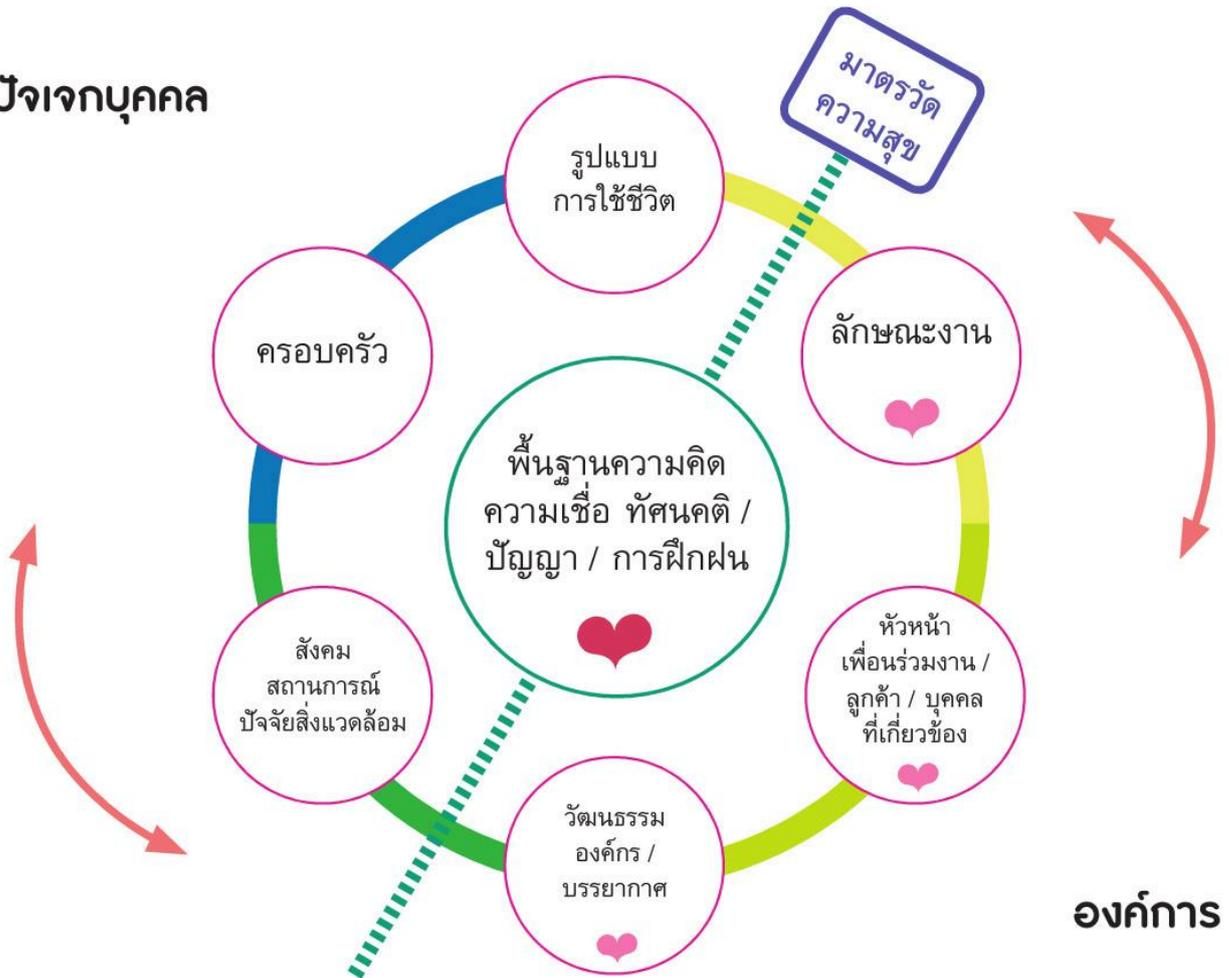 ปัจเจกบุคคล
มาตรวัด
ความสุข
รูปแบบ
การใช้ชีวิต
ครอบครัว
ลักษณะงาน
พื้นฐานความคิด
ความเชื่อ ทัศนคติ /
ปัญญา / การฝึกฝน
สังคม
สถานการณ์
ปัจจัยสิ่งแวดล้อม
หัวหน้า
เพื่อนร่วมงาน /
ลูกค้า / บุคคล
ที่เกี่ยวข้อง
วัฒนธรรม
องค์กร /
บรรยากาศ
องค์การ